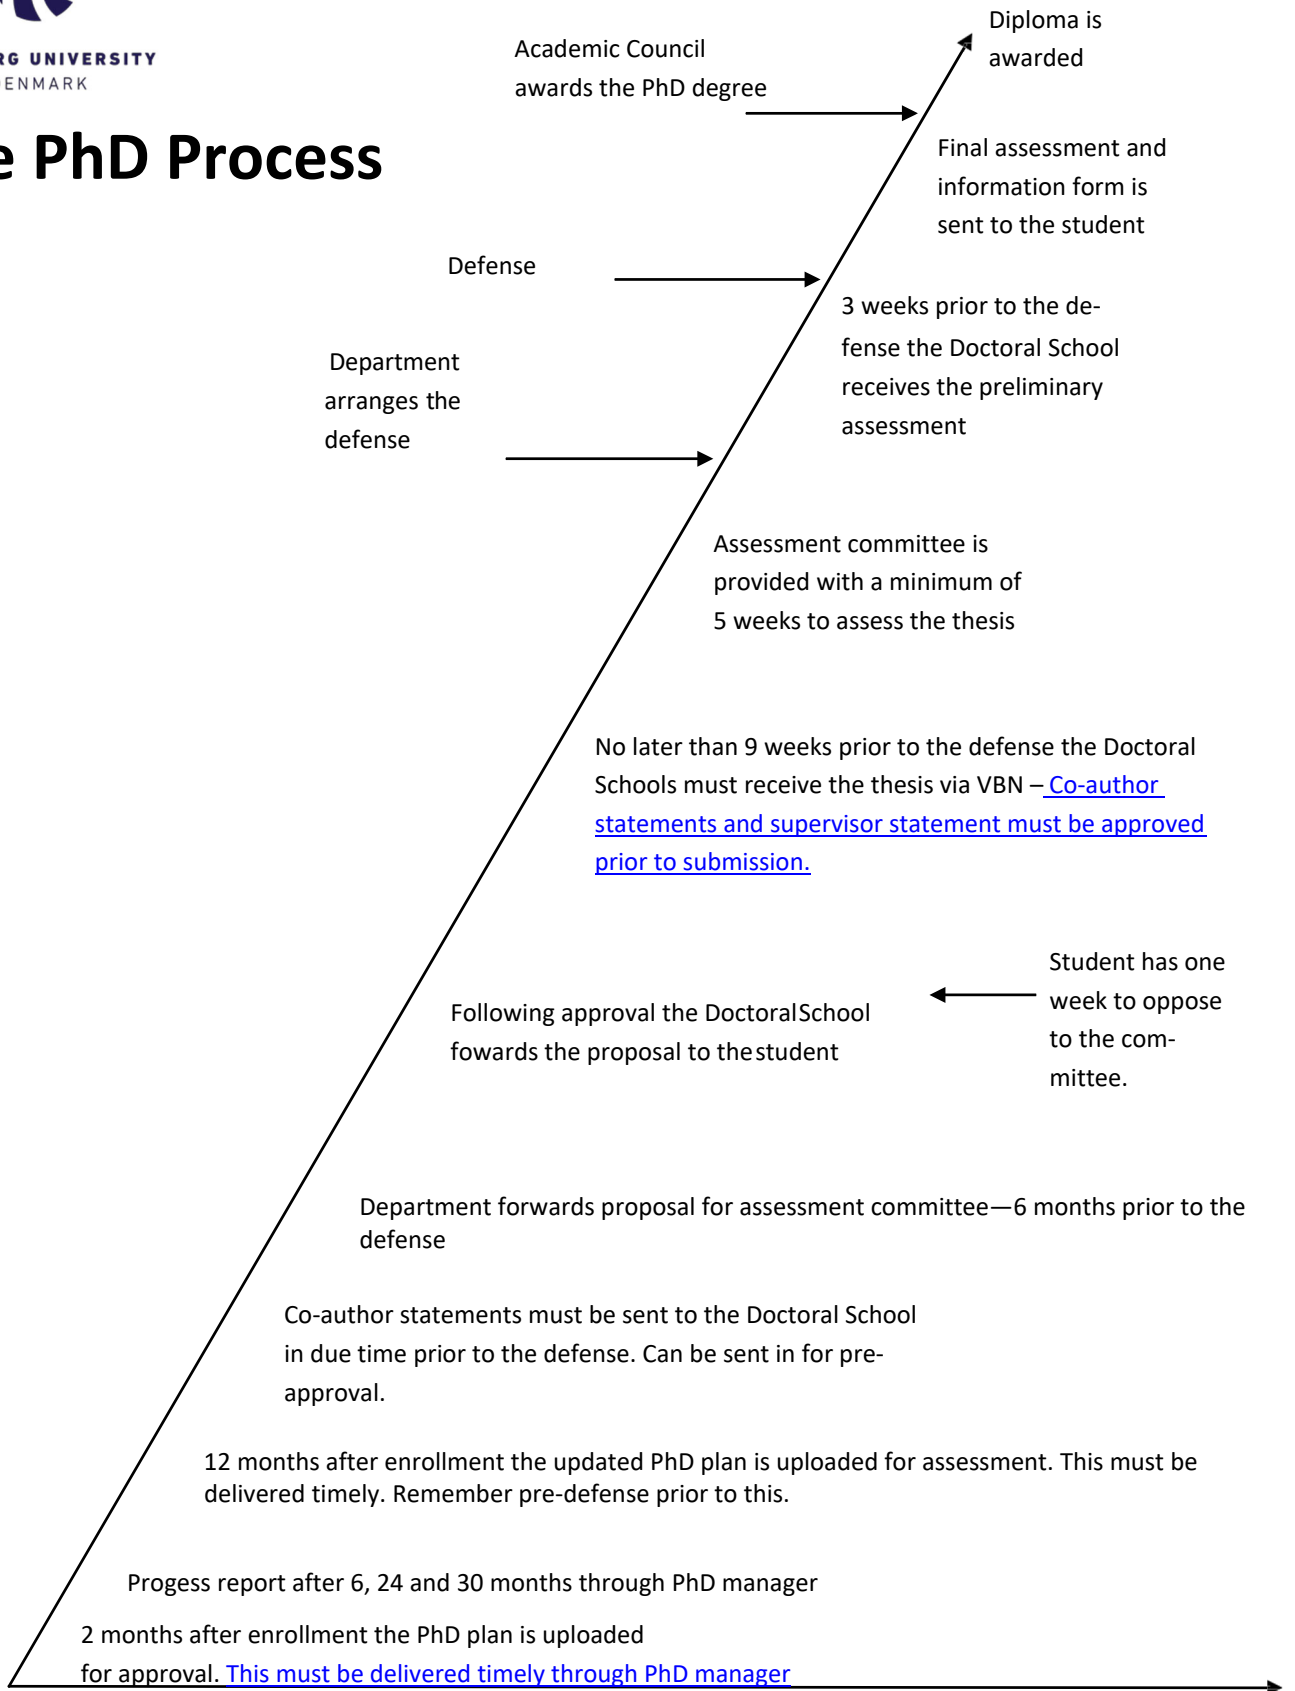 RG UNIVERSITY
DENMARK
e PhD Process
Diploma is
awarded
Academic Council
awards the PhD degree
Final assessment and
information form is
sent to the student
Defense
3 weeks prior to the de-
fense the Doctoral School
receives the preliminary
assessment
Department
arranges the
defense
Assessment committee is
provided with a minimum of
5 weeks to assess the thesis
No later than 9 weeks prior to the defense the Doctoral
Schools must receive the thesis via VBN – Co-author
statements and supervisor statement must be approved
prior to submission.
Student has one
week to oppose
to the com-
mittee.
Following approval the DoctoralSchool
fowards the proposal to thestudent
Department forwards proposal for assessment committee—6 months prior to the
defense
Co-author statements must be sent to the Doctoral School
in due time prior to the defense. Can be sent in for pre-
approval.
12 months after enrollment the updated PhD plan is uploaded for assessment. This must be
delivered timely. Remember pre-defense prior to this.
Progess report after 6, 24 and 30 months through PhD manager
2 months after enrollment the PhD plan is uploaded
for approval. This must be delivered timely through PhD manager